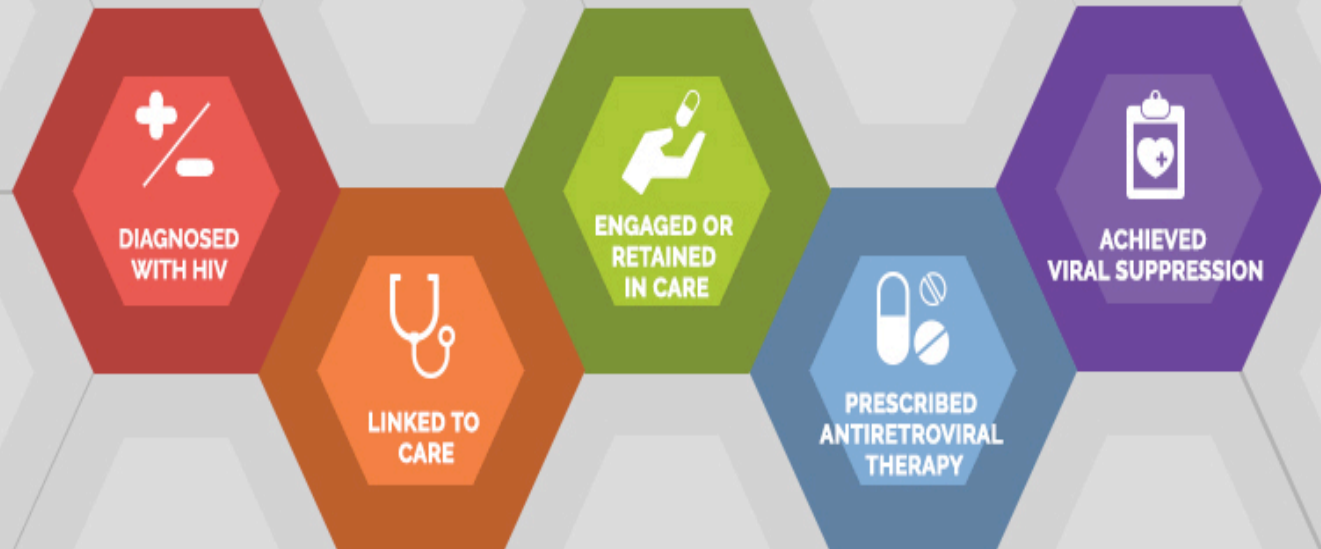 DIAGNOSED
WITH HIV
LINKED TO
CARE
ENGAGED OR
RETAINED
IN CARE
PRESCRIBED
ANTIRETROVIRAL
THERAPY
ACHIEVED
VIRAL SUPPRESSION